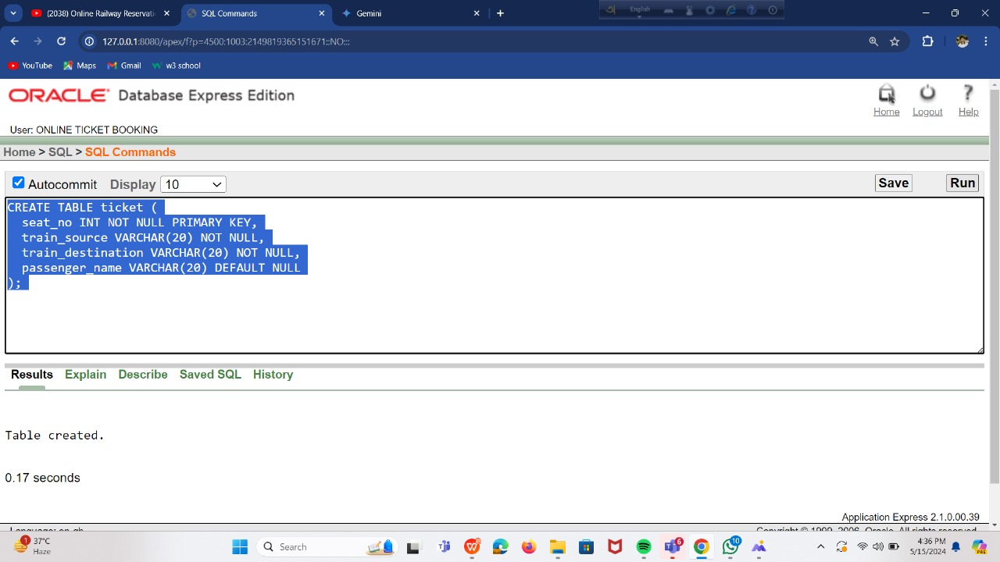 (2038) Online Railway Reservati
SQL Commands
Gemini
English
127.0.0.1:8080/apex/f?p=4500:1003:2149819365151671::NO:::
YouTube
Maps
Gmail
w3 school
ORACLE Database Express Edition
Home
Logout
Help
User: ONLINE TICKET BOOKING
Home > SQL > SQL Commands
Autocommit
Display
10
Save
Run
CREATE TABLE ticket (
seat_no INT NOT NULL PRIMARY KEY,
train_source VARCHAR(20) NOT NULL,
train_destination VARCHAR(20) NOT NULL,
passenger_name VARCHAR(20) DEFAULT NULL
);
Results
Explain
Describe
Saved SQL
History
Table created.
0.17 seconds
Application Express 2.1.0.00.39
Language: en-gb
Copyright © 1999, 2006, Oracle. All rights reserved.
1
37°C
Haze
Search
6
10
4:36 PM
5/15/2024
PRE